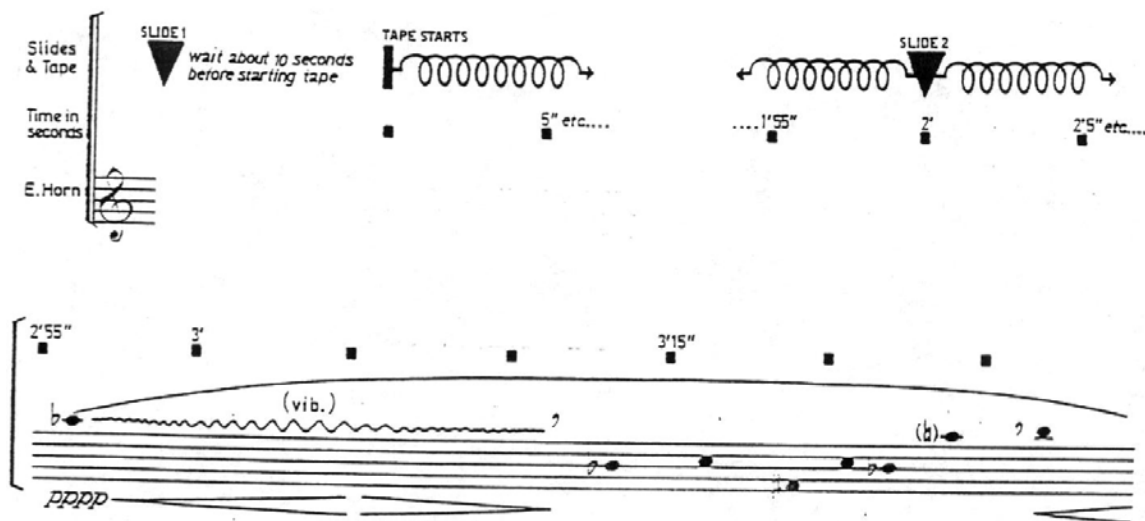 SLIDE 1
TAPE STARTS
SLIDE 2
Slides & Tape
wait about 10 seconds before starting tape
Time in seconds
5" etc....
....1'55"
2'
2'5" etc....
E. Horn
2'55"
3'
3'15"
(vib.)
pppp